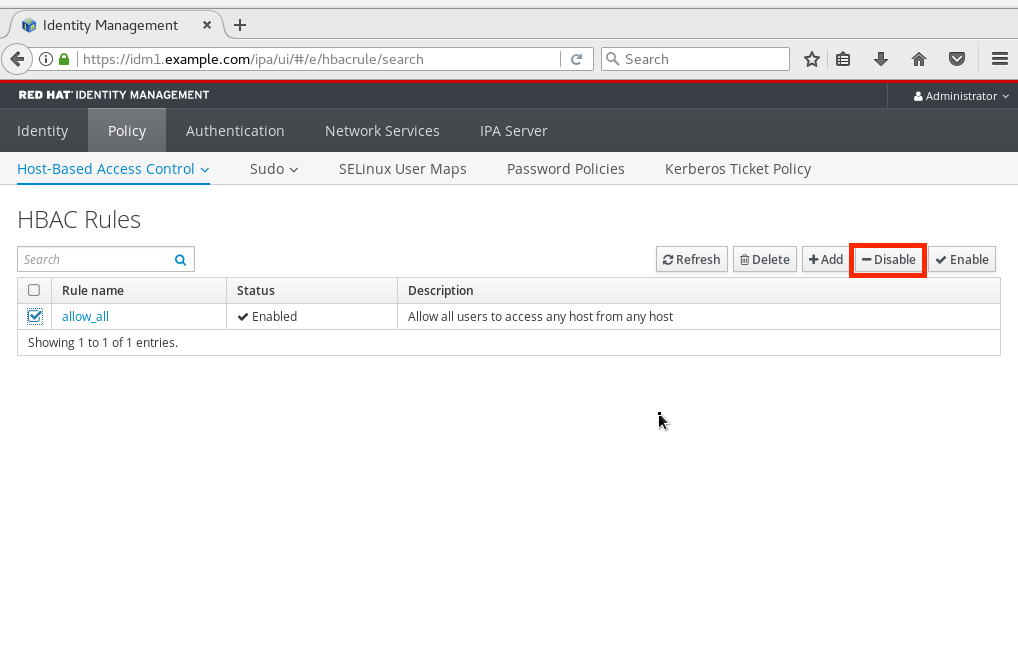 Identity Management
https://idm1.example.com/ipa/ui/#/e/hbacrule/search
Search
RED HAT IDENTITY MANAGEMENT
Administrator
Identity Policy Authentication Network Services IPA Server
Host-Based Access Control Sudo SELinux User Maps Password Policies Kerberos Ticket Policy
HBAC Rules
Search Refresh Delete Add Disable Enable
Rule name Status Description
allow_all Enabled Allow all users to access any host from any host
Showing 1 to 1 of 1 entries.